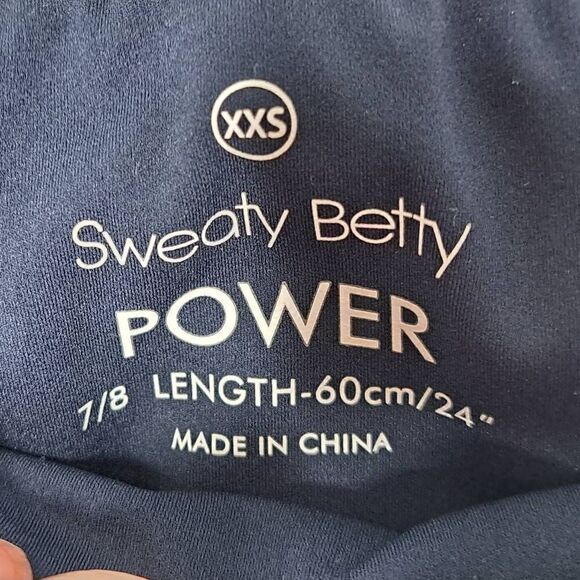 XXS
Sweaty Betty
POWER
7/8 LENGTH-60cm/24"
MADE IN CHINA